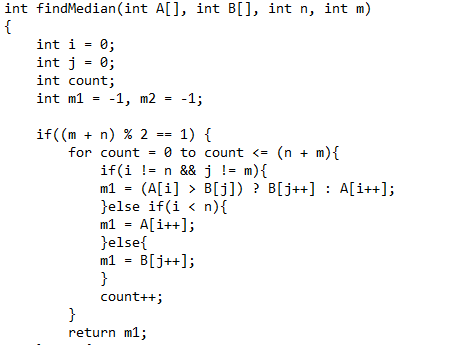 int findMedian(int A[], int B[], int n, int m)
{
    int i = 0;
    int j = 0;
    int count;
    int m1 = -1, m2 = -1;

    if((m + n) % 2 == 1) {
        for count = 0 to count <= (n + m){
            if(i != n && j != m){
            m1 = (A[i] > B[j]) ? B[j++] : A[i++];
            }else if(i < n){
            m1 = A[i++];
            }else{
            m1 = B[j++];
            }
            count++;
        }
        return m1;